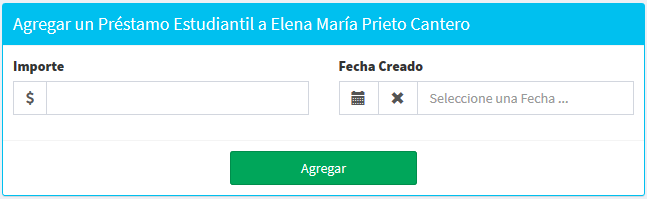 Agregar un Préstamo Estudiantil a Elena María Prieto Cantero
Importe
Fecha Creado
$
Seleccione una Fecha ...
Agregar